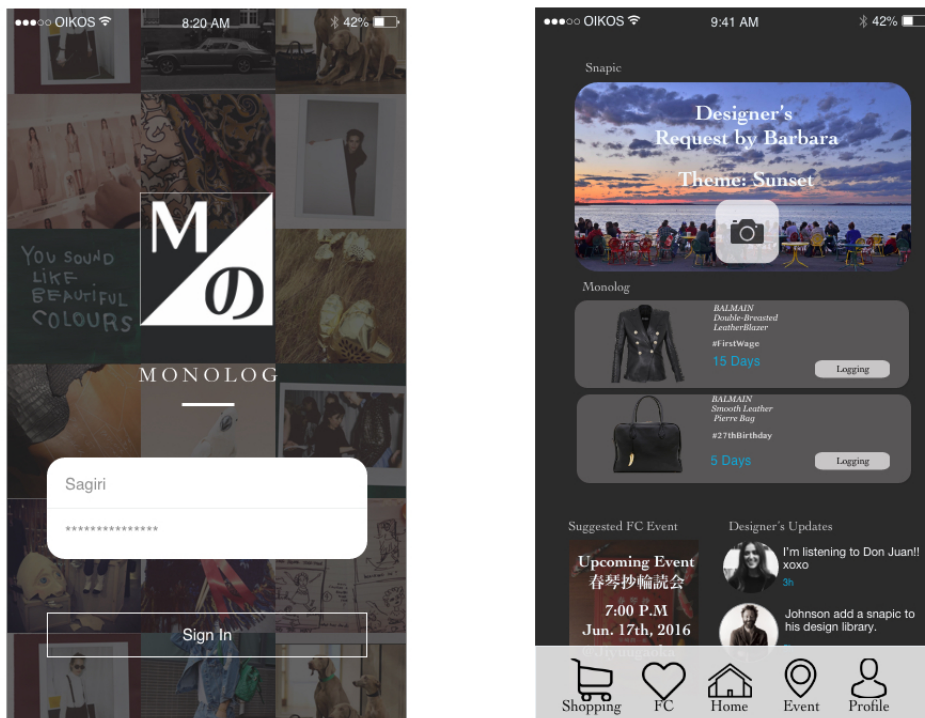 OIKOS
8:20 AM
42%
YOU SOUND
LIKE
BEAUTIFUL
COLOURS
M
の
MONOLOG
Sagiri
***************
Sign In
OIKOS
9:41 AM
42%
Snapic
Designer's
Request by Barbara
Theme: Sunset
Monolog
BALMAIN
Double-Breasted
LeatherBlazer
#FirstWage
15 Days
Logging
BALMAIN
Smooth Leather
Pierre Bag
#27thBirthday
5 Days
Logging
Suggested FC Event
Upcoming Event
春琴抄輪読会
7:00 P.M
Jun. 17th, 2016
Designer's Updates
I'm listening to Don Juan!!
xoxo
3h
Johnson add a snapic to
his design library.
Shopping
FC
Home
Event
Profile